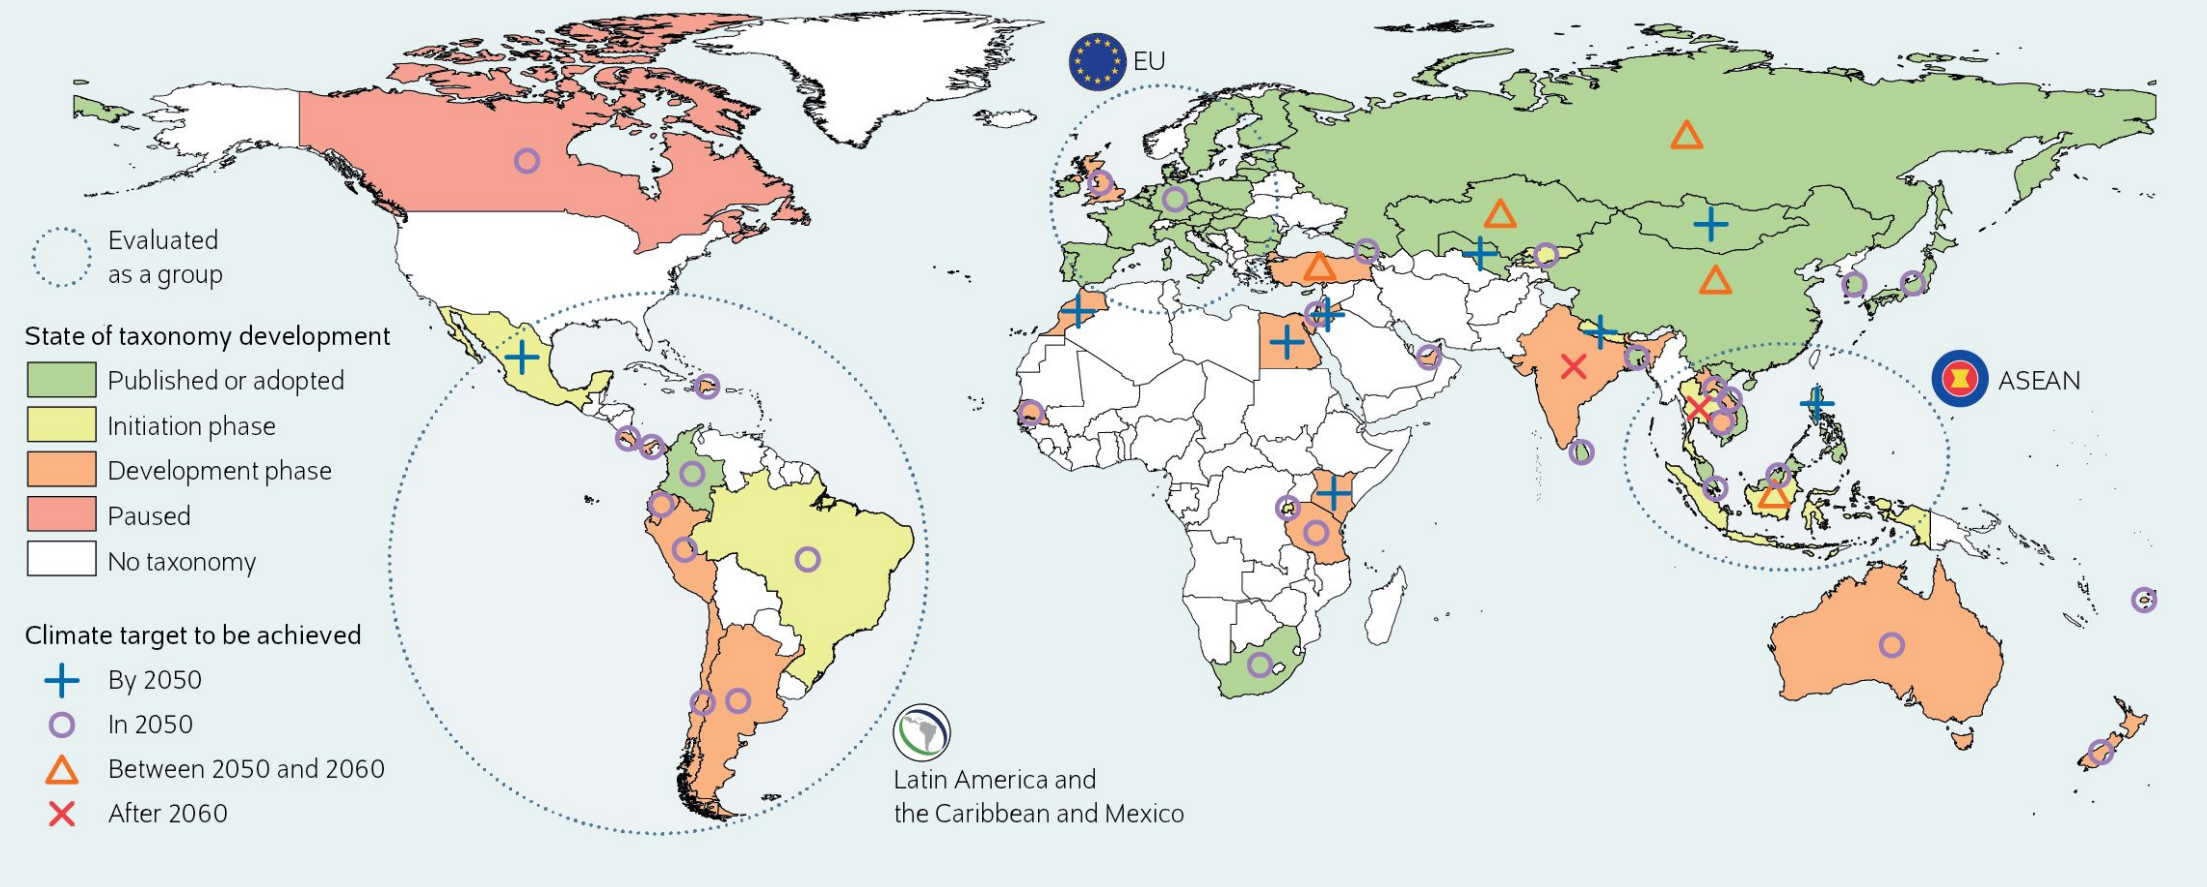 EU
Evaluated
as a group
State of taxonomy development
Published or adopted
Initiation phase
Development phase
Paused
No taxonomy
Climate target to be achieved
By 2050
In 2050
Between 2050 and 2060
After 2060
ASEAN
Latin America and
the Caribbean and Mexico